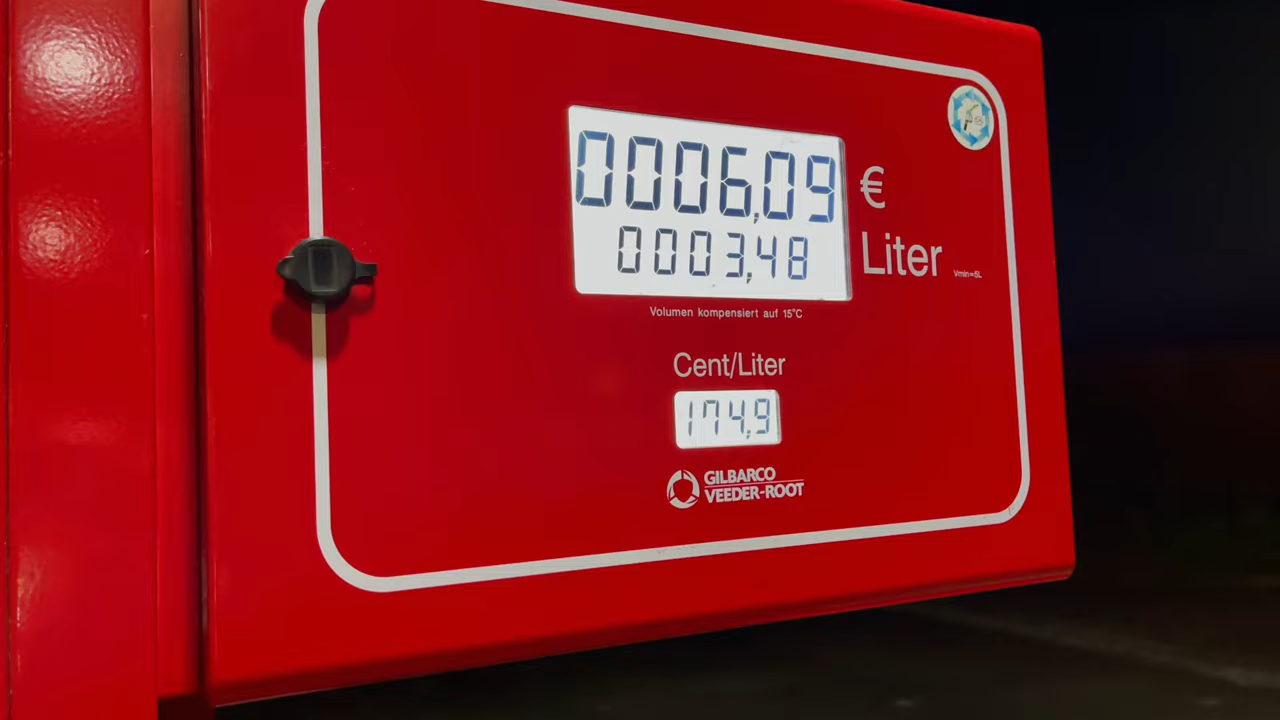 0006,09 €
0003,48 Liter Vmin=5L
Volumen kompensiert auf 15°C
Cent/Liter
174,9
GILBARCO
VEEDER-ROOT